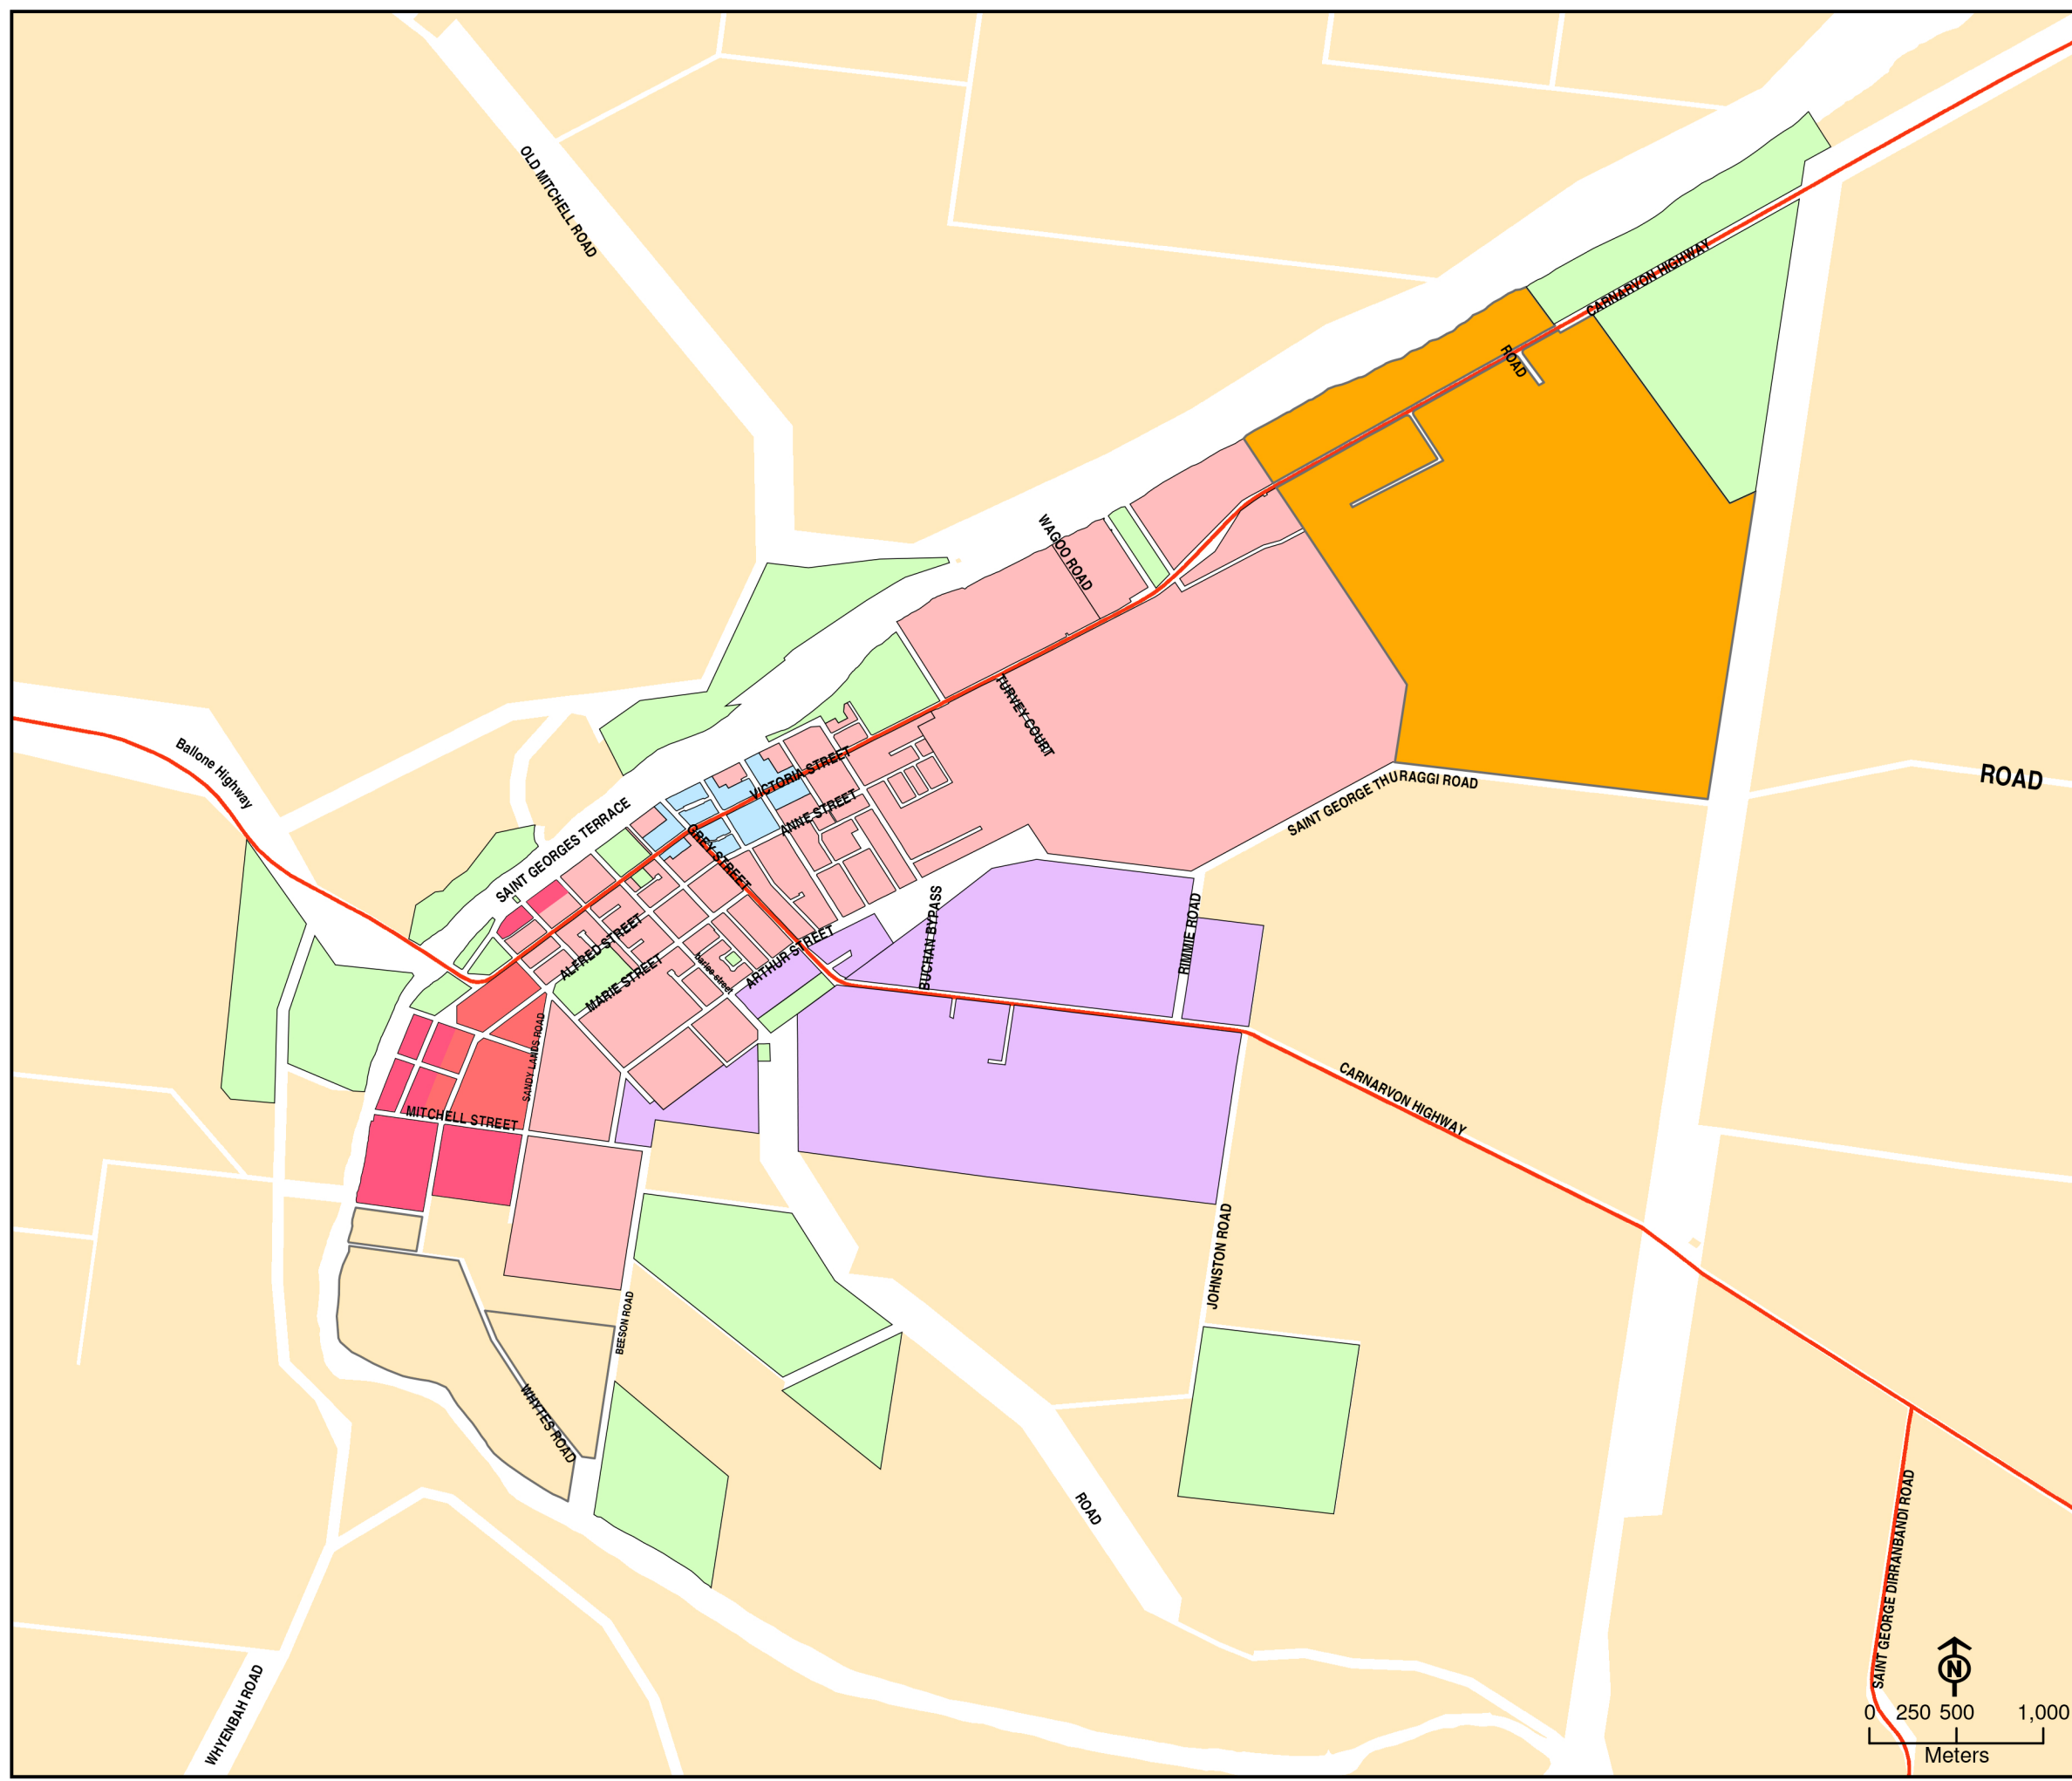 OLD MITCHELL ROAD
CARNARVON HIGHWAY
ROAD
WAGOO ROAD
TURVEY COURT
Ballone Highway
VICTORIA STREET
ROAD
SAINT GEORGE THURAGGI ROAD
ANNE STREET
SAINT GEORGES TERRACE
GREY STREET
BUCHAN BYPASS
RIMMIE ROAD
ALFRED STREET
ARTHUR STREET
MARIE STREET
barlee street
SANDY LANDS ROAD
MITCHELL STREET
CARNARVON HIGHWAY
JOHNSTON ROAD
BEESON ROAD
WHYTES ROAD
ROAD
SAINT GEORGE DIRRANBANDI ROAD
WHYENBAH ROAD
N
0 250 500 1,000
Meters